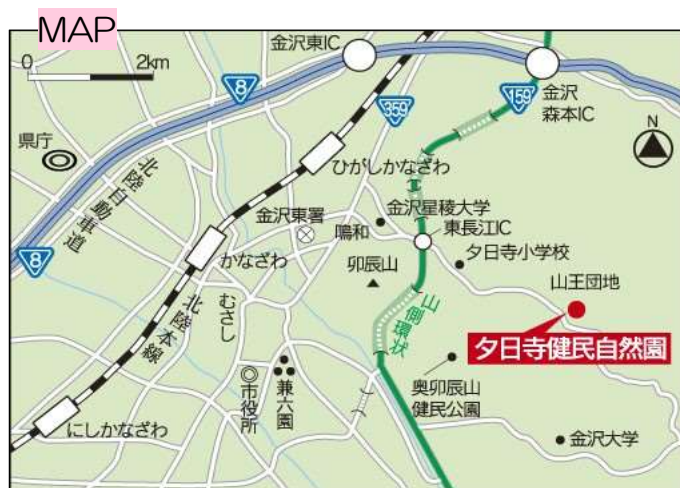 MAP
0 2km
金沢東IC
8
359
159
金沢
森本IC
N
県庁
北陸自動車道
ひがしかなざわ
金沢東署
金沢星稜大学
鳴和
東長江IC
夕日寺小学校
8
かなざわ
卯辰山
山王団地
北陸本線
むさし
山側環状
夕日寺健民自然園
市役所
兼六園
奥卯辰山
健民公園
にしかなざわ
金沢大学